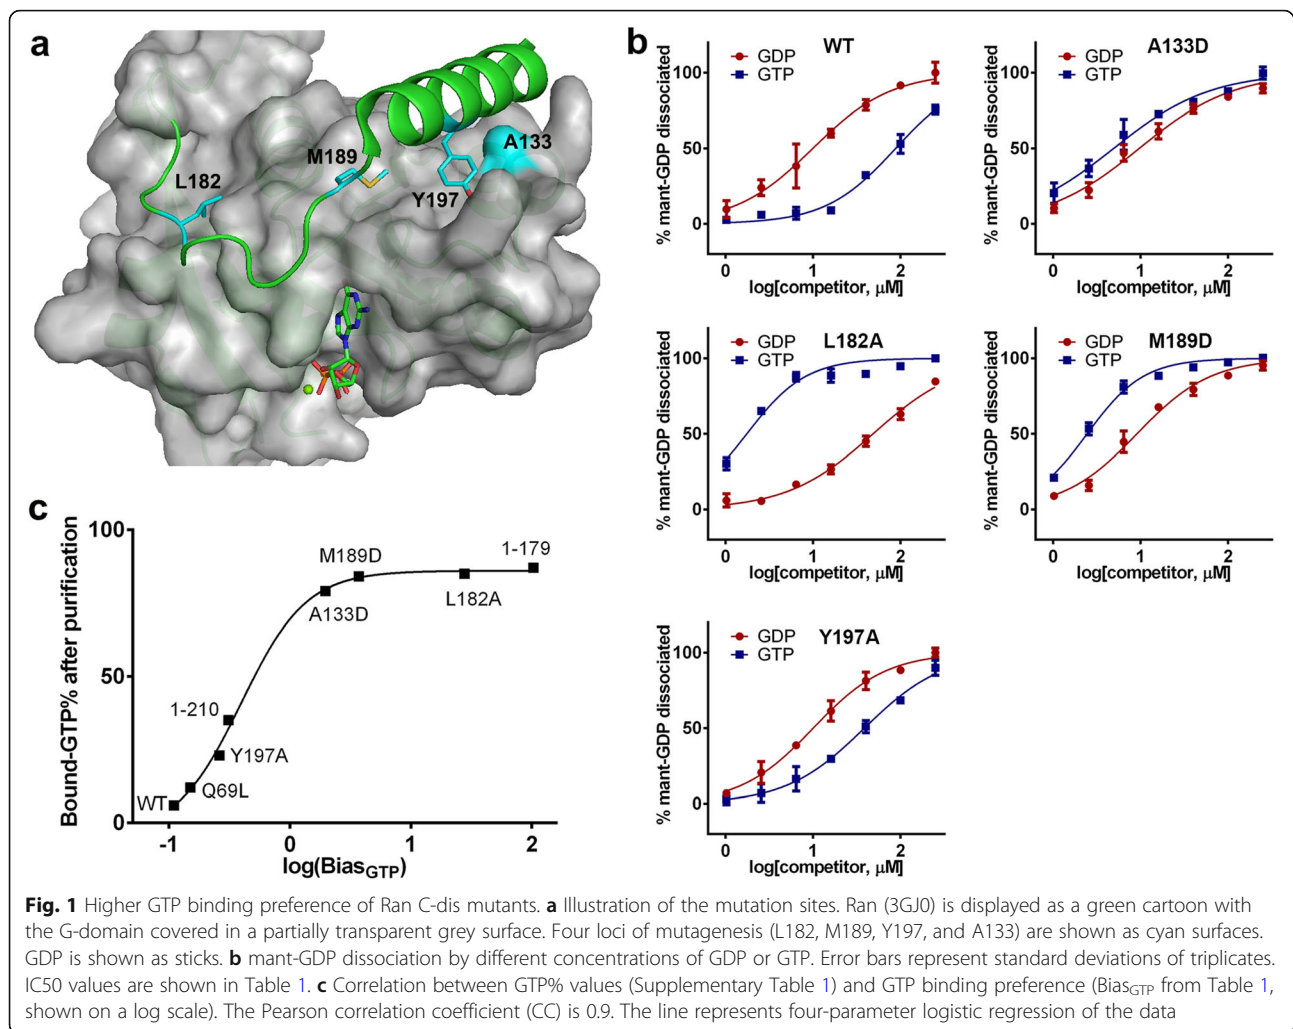 a
L182
M189
Y197
A133
b
WT
GDP
GTP
% mant-GDP dissociated
100
50
0
0 1 2
log[competitor, µM]
A133D
GDP
GTP
% mant-GDP dissociated
100
50
0
0 1 2
log[competitor, µM]
L182A
GDP
GTP
% mant-GDP dissociated
100
50
0
0 1 2
log[competitor, µM]
M189D
GDP
GTP
% mant-GDP dissociated
100
50
0
0 1 2
log[competitor, µM]
Y197A
GDP
GTP
% mant-GDP dissociated
100
50
0
0 1 2
log[competitor, µM]
c
Bound-GTP% after purification
100
50
0
WT
Q69L
Y197A
1-210
A133D
M189D
L182A
1-179
-1 0 1 2
log(BiasGTP)
Fig. 1 Higher GTP binding preference of Ran C-dis mutants. a Illustration of the mutation sites. Ran (3GJ0) is displayed as a green cartoon with
the G-domain covered in a partially transparent grey surface. Four loci of mutagenesis (L182, M189, Y197, and A133) are shown as cyan surfaces.
GDP is shown as sticks. b mant-GDP dissociation by different concentrations of GDP or GTP. Error bars represent standard deviations of triplicates.
IC50 values are shown in Table 1. c Correlation between GTP% values (Supplementary Table 1) and GTP binding preference (BiasGTP from Table 1,
shown on a log scale). The Pearson correlation coefficient (CC) is 0.9. The line represents four-parameter logistic regression of the data